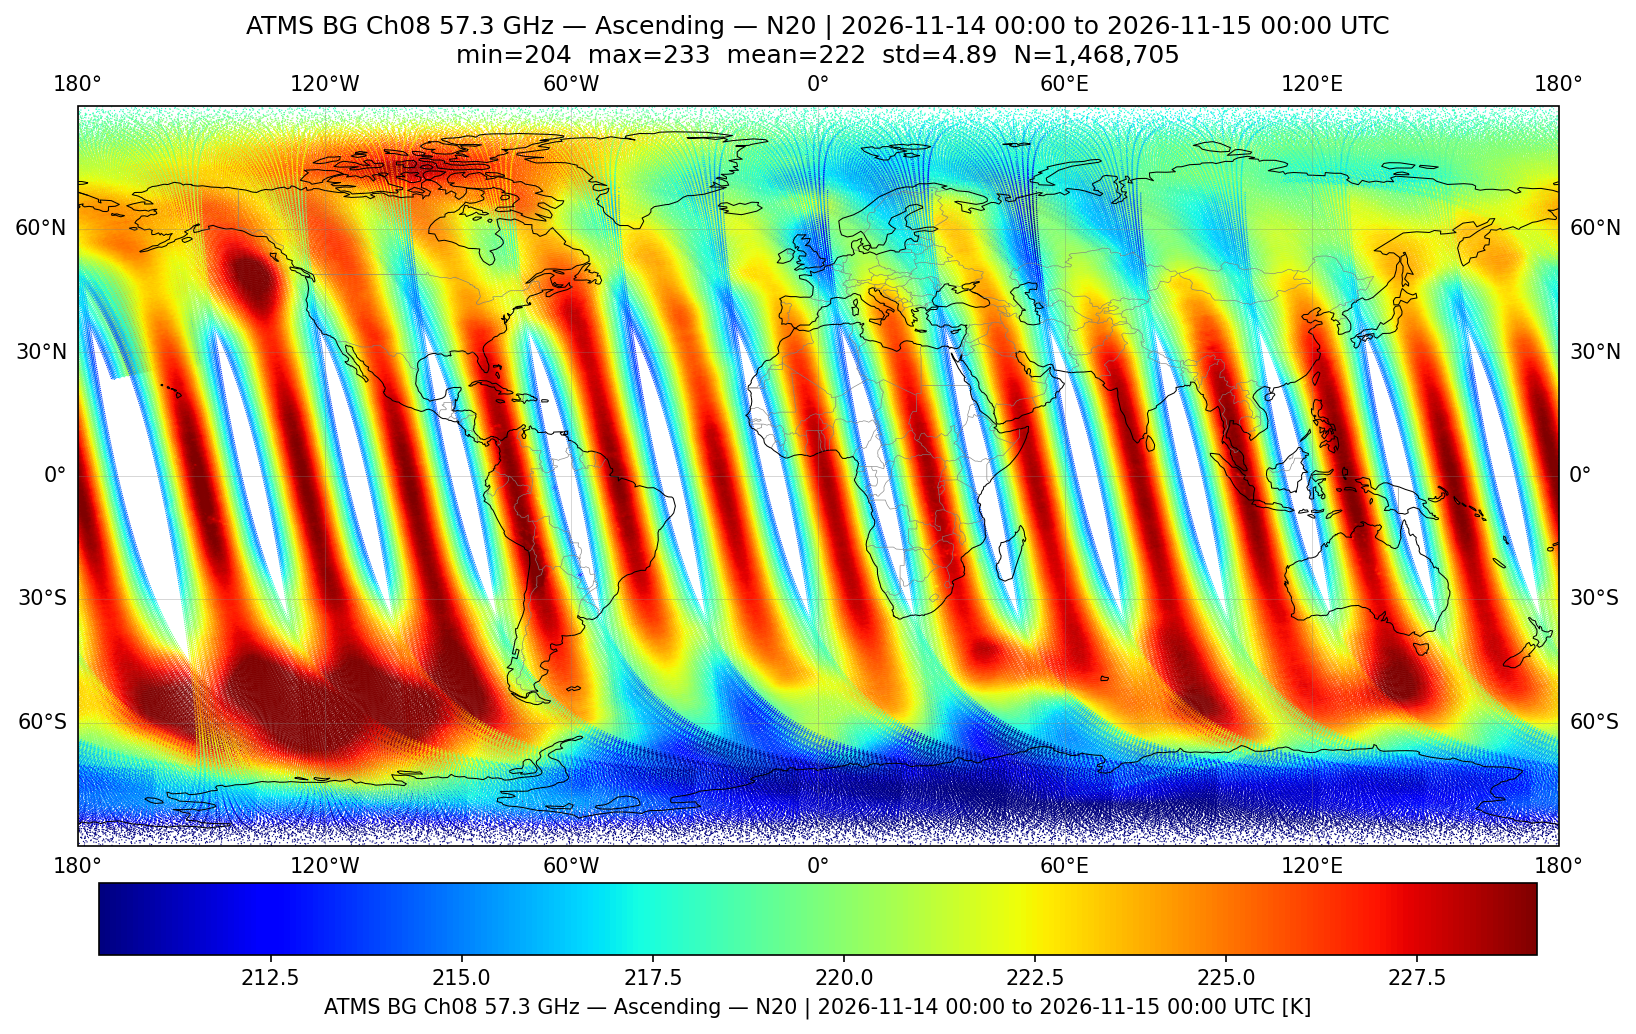 ATMS BG Ch08 57.3 GHz — Ascending — N20 | 2026-11-14 00:00 to 2026-11-15 00:00 UTC
min=204  max=233  mean=222  std=4.89  N=1,468,705
180° 120°W 60°W 0° 60°E 120°E 180°
60°N 60°N
30°N 30°N
0° 0°
30°S 30°S
60°S 60°S
180° 120°W 60°W 0° 60°E 120°E 180°
212.5 215.0 217.5 220.0 222.5 225.0 227.5
ATMS BG Ch08 57.3 GHz — Ascending — N20 | 2026-11-14 00:00 to 2026-11-15 00:00 UTC [K]